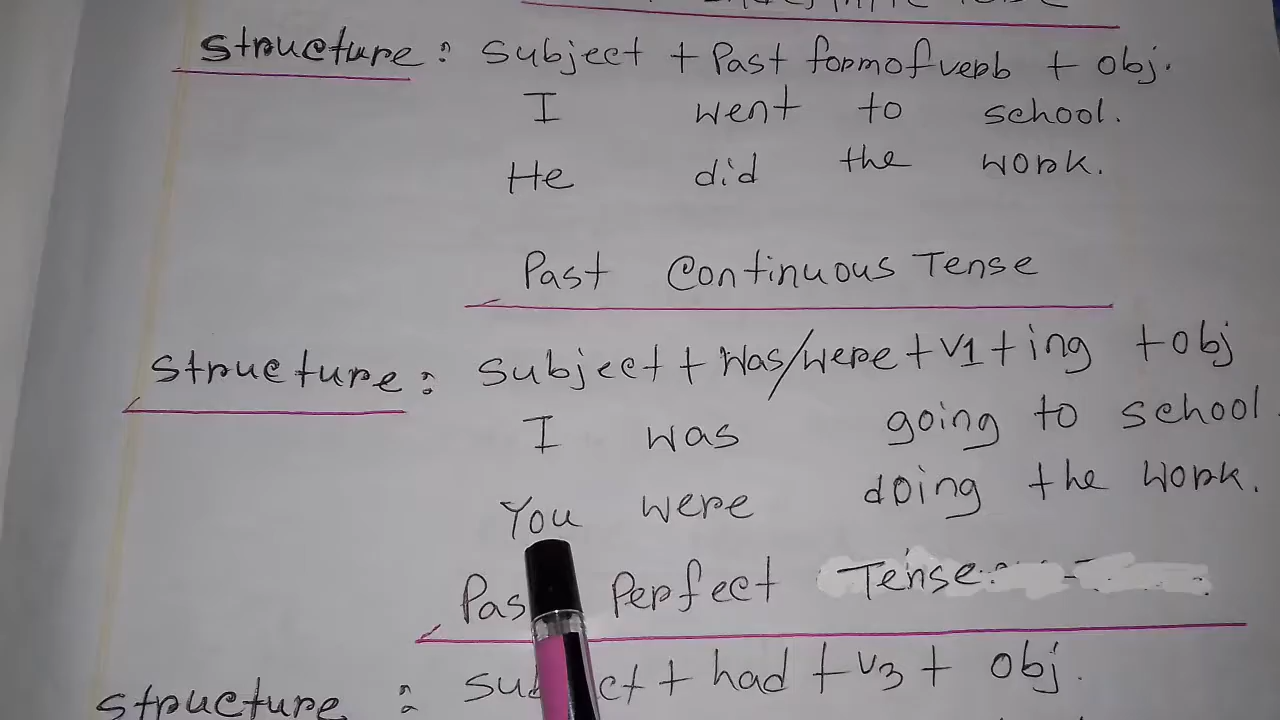 Structure: Subject + Past form of verb + obj.
I went to school.
He did the work.
Past Continuous Tense
Structure: Subject + Was/Were + V1 + ing + obj
I was going to school.
You were doing the work.
Past Perfect Tense
Structure: subject + had + V3 + obj.